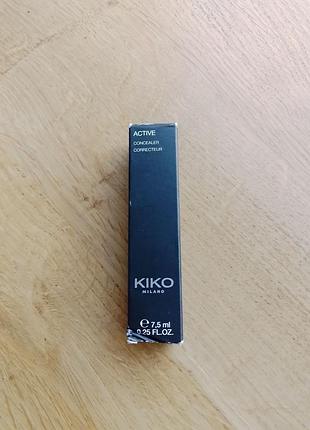 ACTIVE
CONCEALER
CORRECTEUR
KIKO
MILANO
℮ 7,5 ml
0.25 FL.OZ.